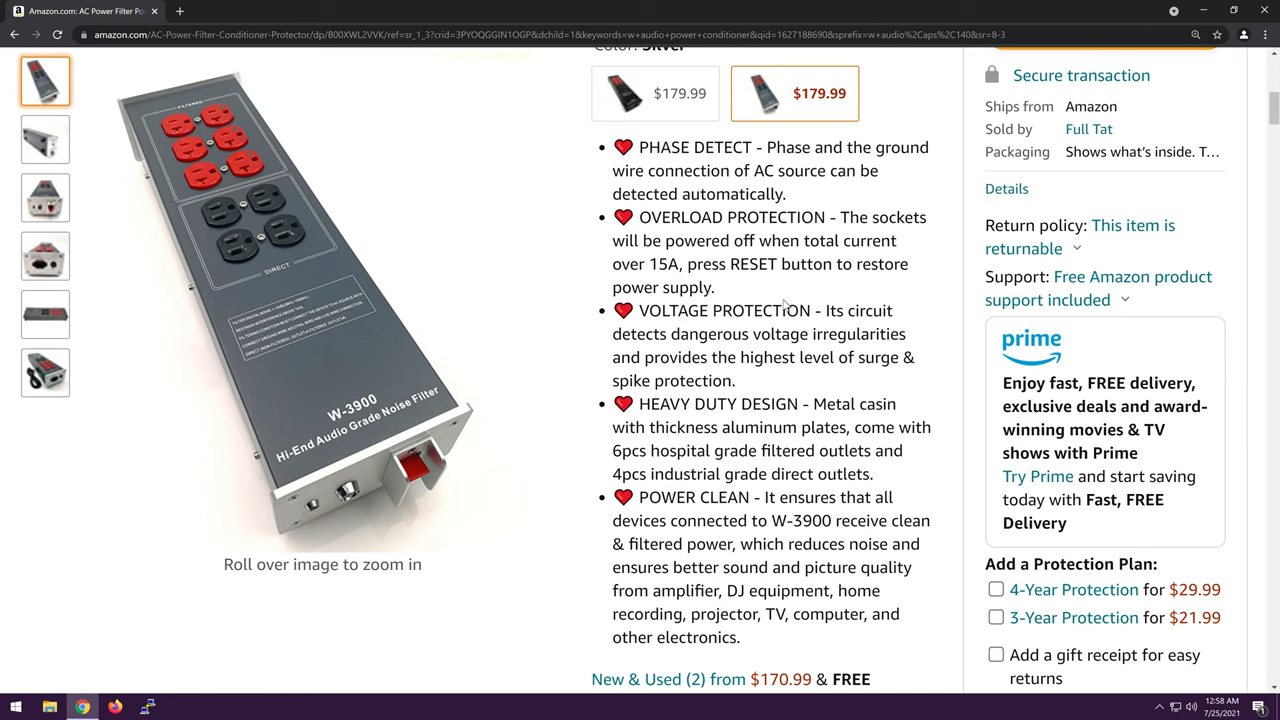 Amazon.com: AC Power Filter Po
amazon.com/AC-Power-Filter-Conditioner-Protector/dp/B00XWL2VVK/ref=sr_1_3?crid=3PYOQGGIN1OGP&dchild=1&keywords=w+audio+power+conditioner&qid=1627188690&sprefix=w+audio%2Caps%2C140&sr=8-3
Color: Silver
$179.99
$179.99
PHASE DETECT - Phase and the ground
wire connection of AC source can be
detected automatically.
OVERLOAD PROTECTION - The sockets
will be powered off when total current
over 15A, press RESET button to restore
power supply.
VOLTAGE PROTECTION - Its circuit
detects dangerous voltage irregularities
and provides the highest level of surge &
spike protection.
HEAVY DUTY DESIGN - Metal casin
with thickness aluminum plates, come with
6pcs hospital grade filtered outlets and
4pcs industrial grade direct outlets.
POWER CLEAN - It ensures that all
devices connected to W-3900 receive clean
& filtered power, which reduces noise and
ensures better sound and picture quality
from amplifier, DJ equipment, home
recording, projector, TV, computer, and
other electronics.
New & Used (2) from $170.99 & FREE
FILTERED
DIRECT
W-3900
Hi-End Audio Grade Noise Filter
Roll over image to zoom in
Secure transaction
Ships from Amazon
Sold by Full Tat
Packaging Shows what's inside. T...
Details
Return policy: This item is
returnable
Support: Free Amazon product
support included
prime
Enjoy fast, FREE delivery,
exclusive deals and award-
winning movies & TV
shows with Prime
Try Prime and start saving
today with Fast, FREE
Delivery
Add a Protection Plan:
4-Year Protection for $29.99
3-Year Protection for $21.99
Add a gift receipt for easy
returns
12:58 AM
7/25/2021